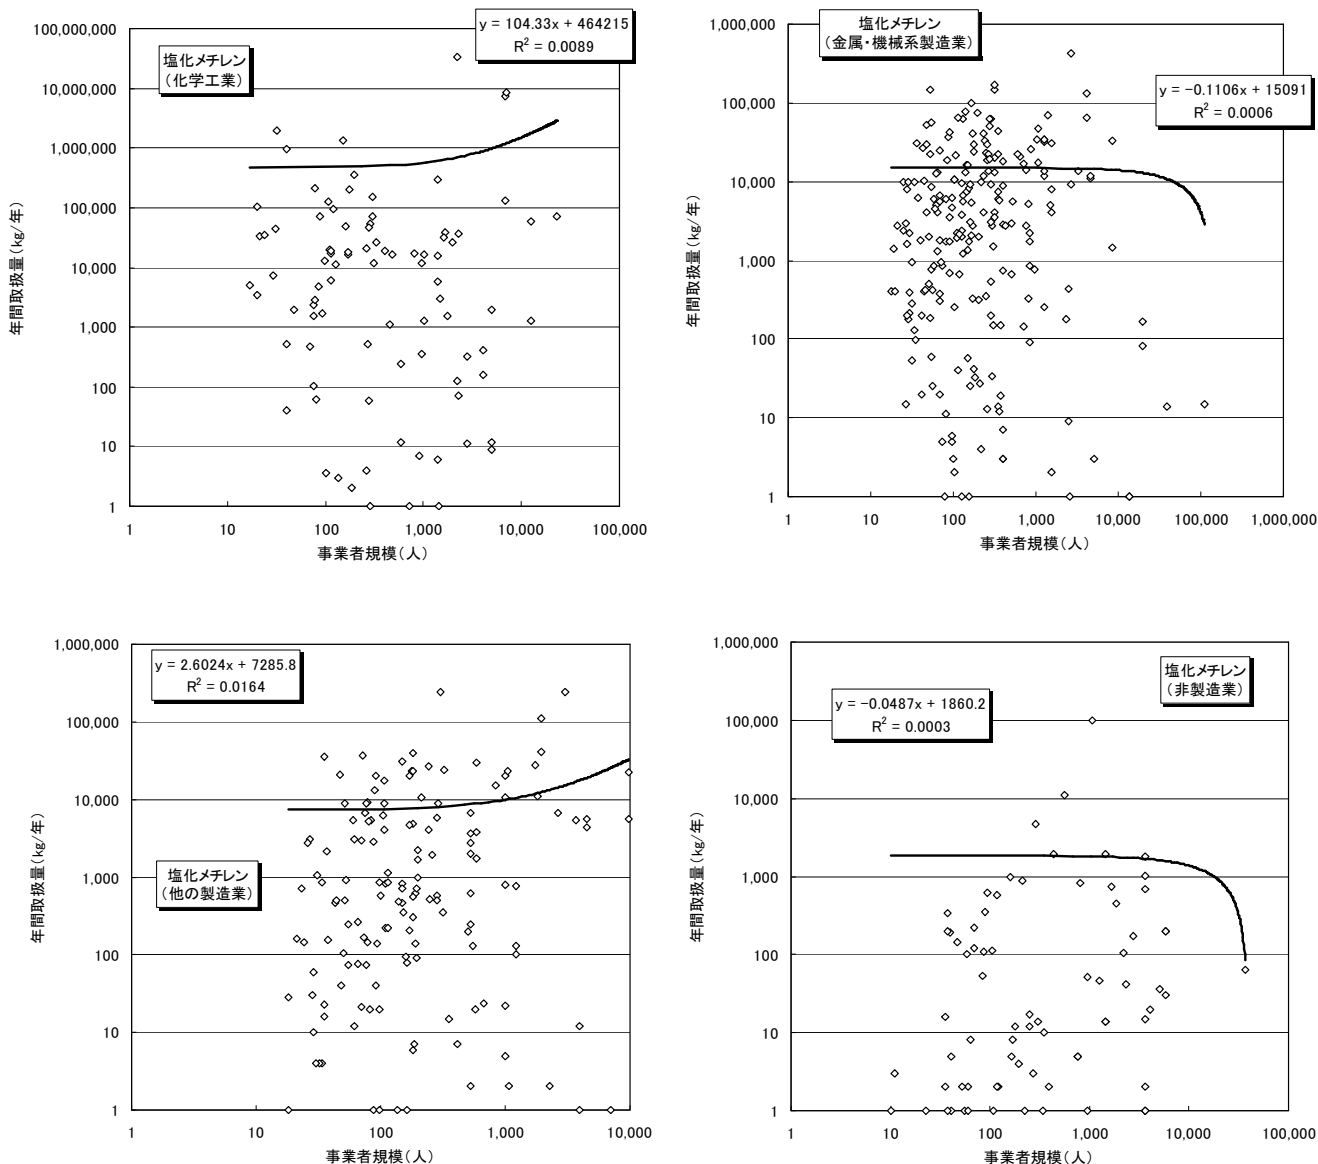 y = 104.33x + 464215
R² = 0.0089
塩化メチレン
(化学工業)
100,000,000
10,000,000
1,000,000
100,000
10,000
1,000
100
10
1
年間取扱量(kg/年)
1
10
100
1,000
10,000
100,000
事業者規模(人)
塩化メチレン
(金属・機械系製造業)
y = −0.1106x + 15091
R² = 0.0006
1,000,000
100,000
10,000
1,000
100
10
1
年間取扱量(kg/年)
1
10
100
1,000
10,000
100,000
1,000,000
事業者規模(人)
y = 2.6024x + 7285.8
R² = 0.0164
塩化メチレン
(他の製造業)
1,000,000
100,000
10,000
1,000
100
10
1
年間取扱量(kg/年)
1
10
100
1,000
10,000
事業者規模(人)
塩化メチレン
(非製造業)
y = −0.0487x + 1860.2
R² = 0.0003
1,000,000
100,000
10,000
1,000
100
10
1
年間取扱量(kg/年)
1
10
100
1,000
10,000
100,000
事業者規模(人)